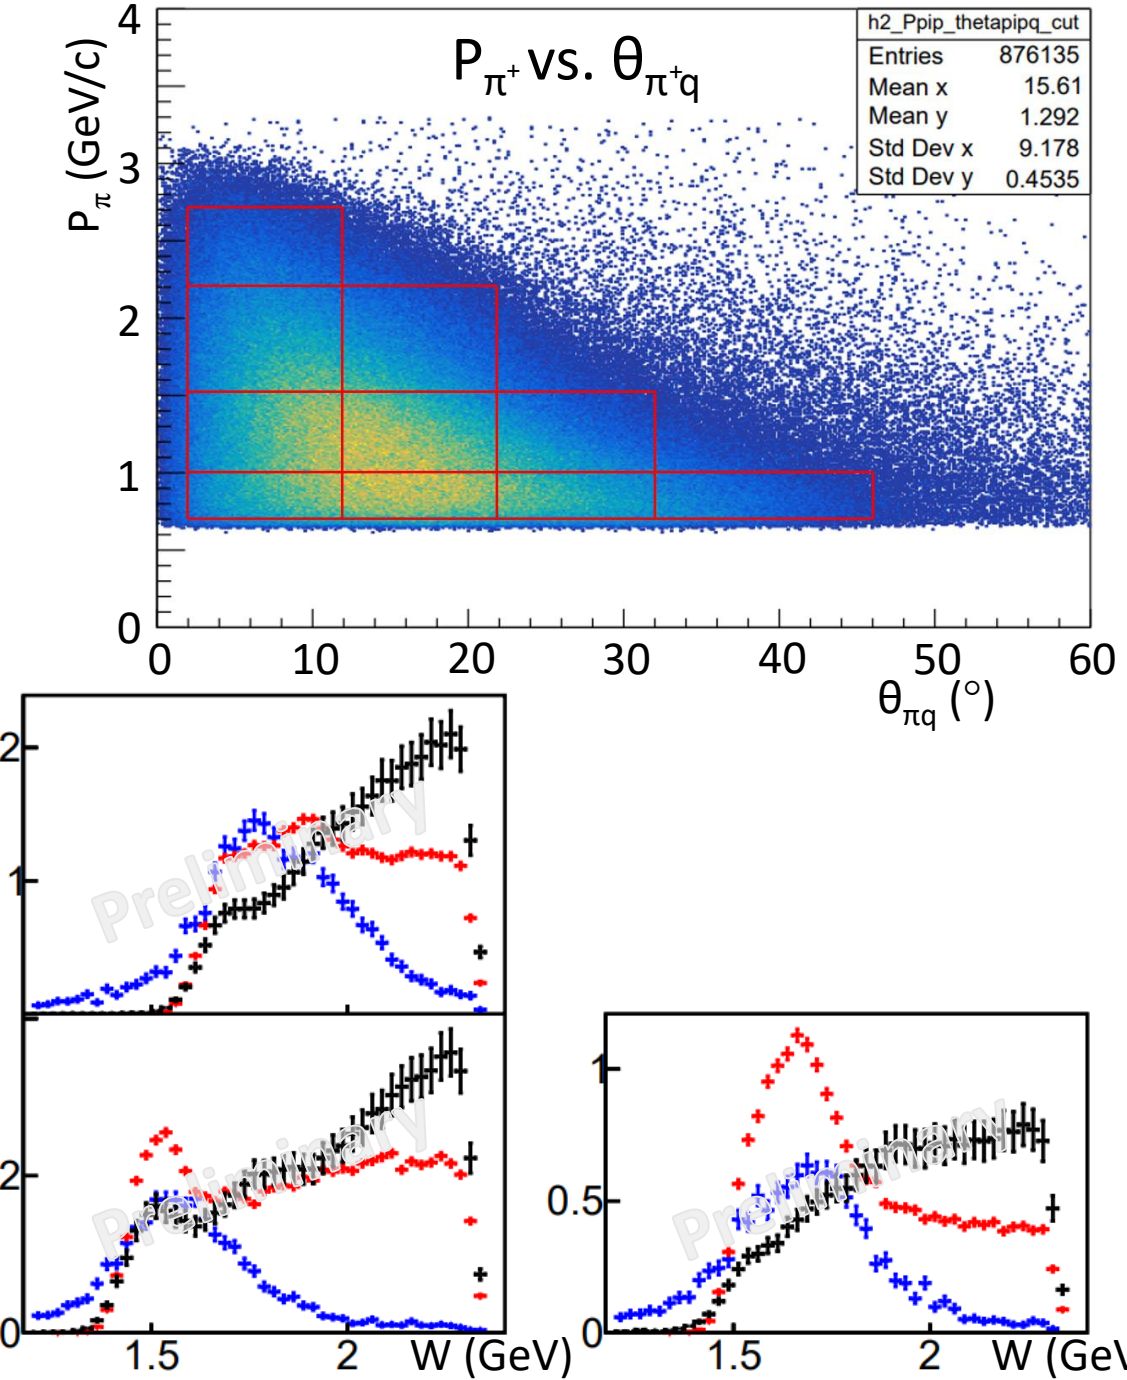 P_π⁺ vs. θ_π⁺q
h2_Ppip_thetapipq_cut
Entries 876135
Mean x 15.61
Mean y 1.292
Std Dev x 9.178
Std Dev y 0.4535
P_π (GeV/c)
4
3
2
1
0
0 10 20 30 40 50 60
θ_πq (°)
2
1
Preliminary
2
0
Preliminary
1.5 2 W (GeV)
1
0.5
0
Preliminary
1.5 2 W (GeV